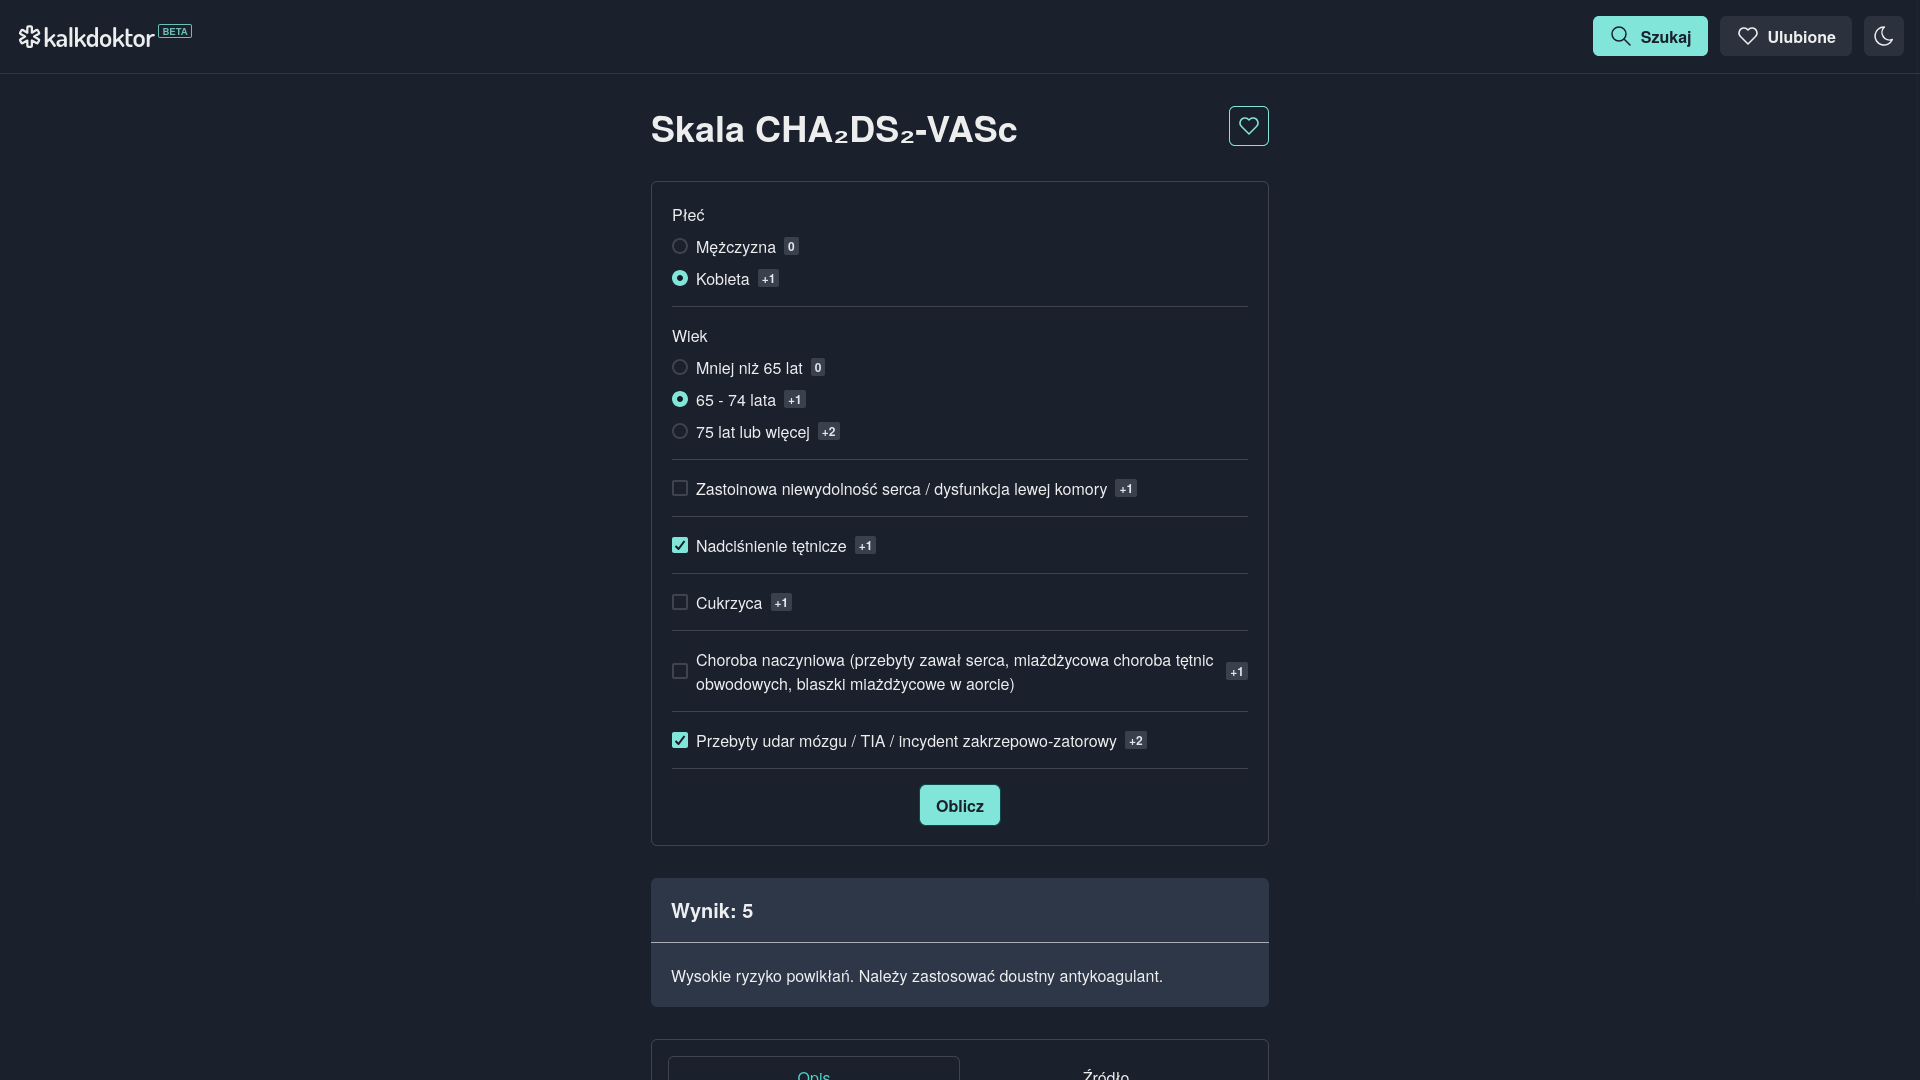 kalkdoktor BETA
Szukaj
Ulubione
Skala CHA₂DS₂-VASc
Płeć
Mężczyzna 0
Kobieta +1
Wiek
Mniej niż 65 lat 0
65 - 74 lata +1
75 lat lub więcej +2
Zastoinowa niewydolność serca / dysfunkcja lewej komory +1
Nadciśnienie tętnicze +1
Cukrzyca +1
Choroba naczyniowa (przebyty zawał serca, miażdżycowa choroba tętnic
obwodowych, blaszki miażdżycowe w aorcie) +1
Przebyty udar mózgu / TIA / incydent zakrzepowo-zatorowy +2
Oblicz
Wynik: 5
Wysokie ryzyko powikłań. Należy zastosować doustny antykoagulant.
Opis Źródło